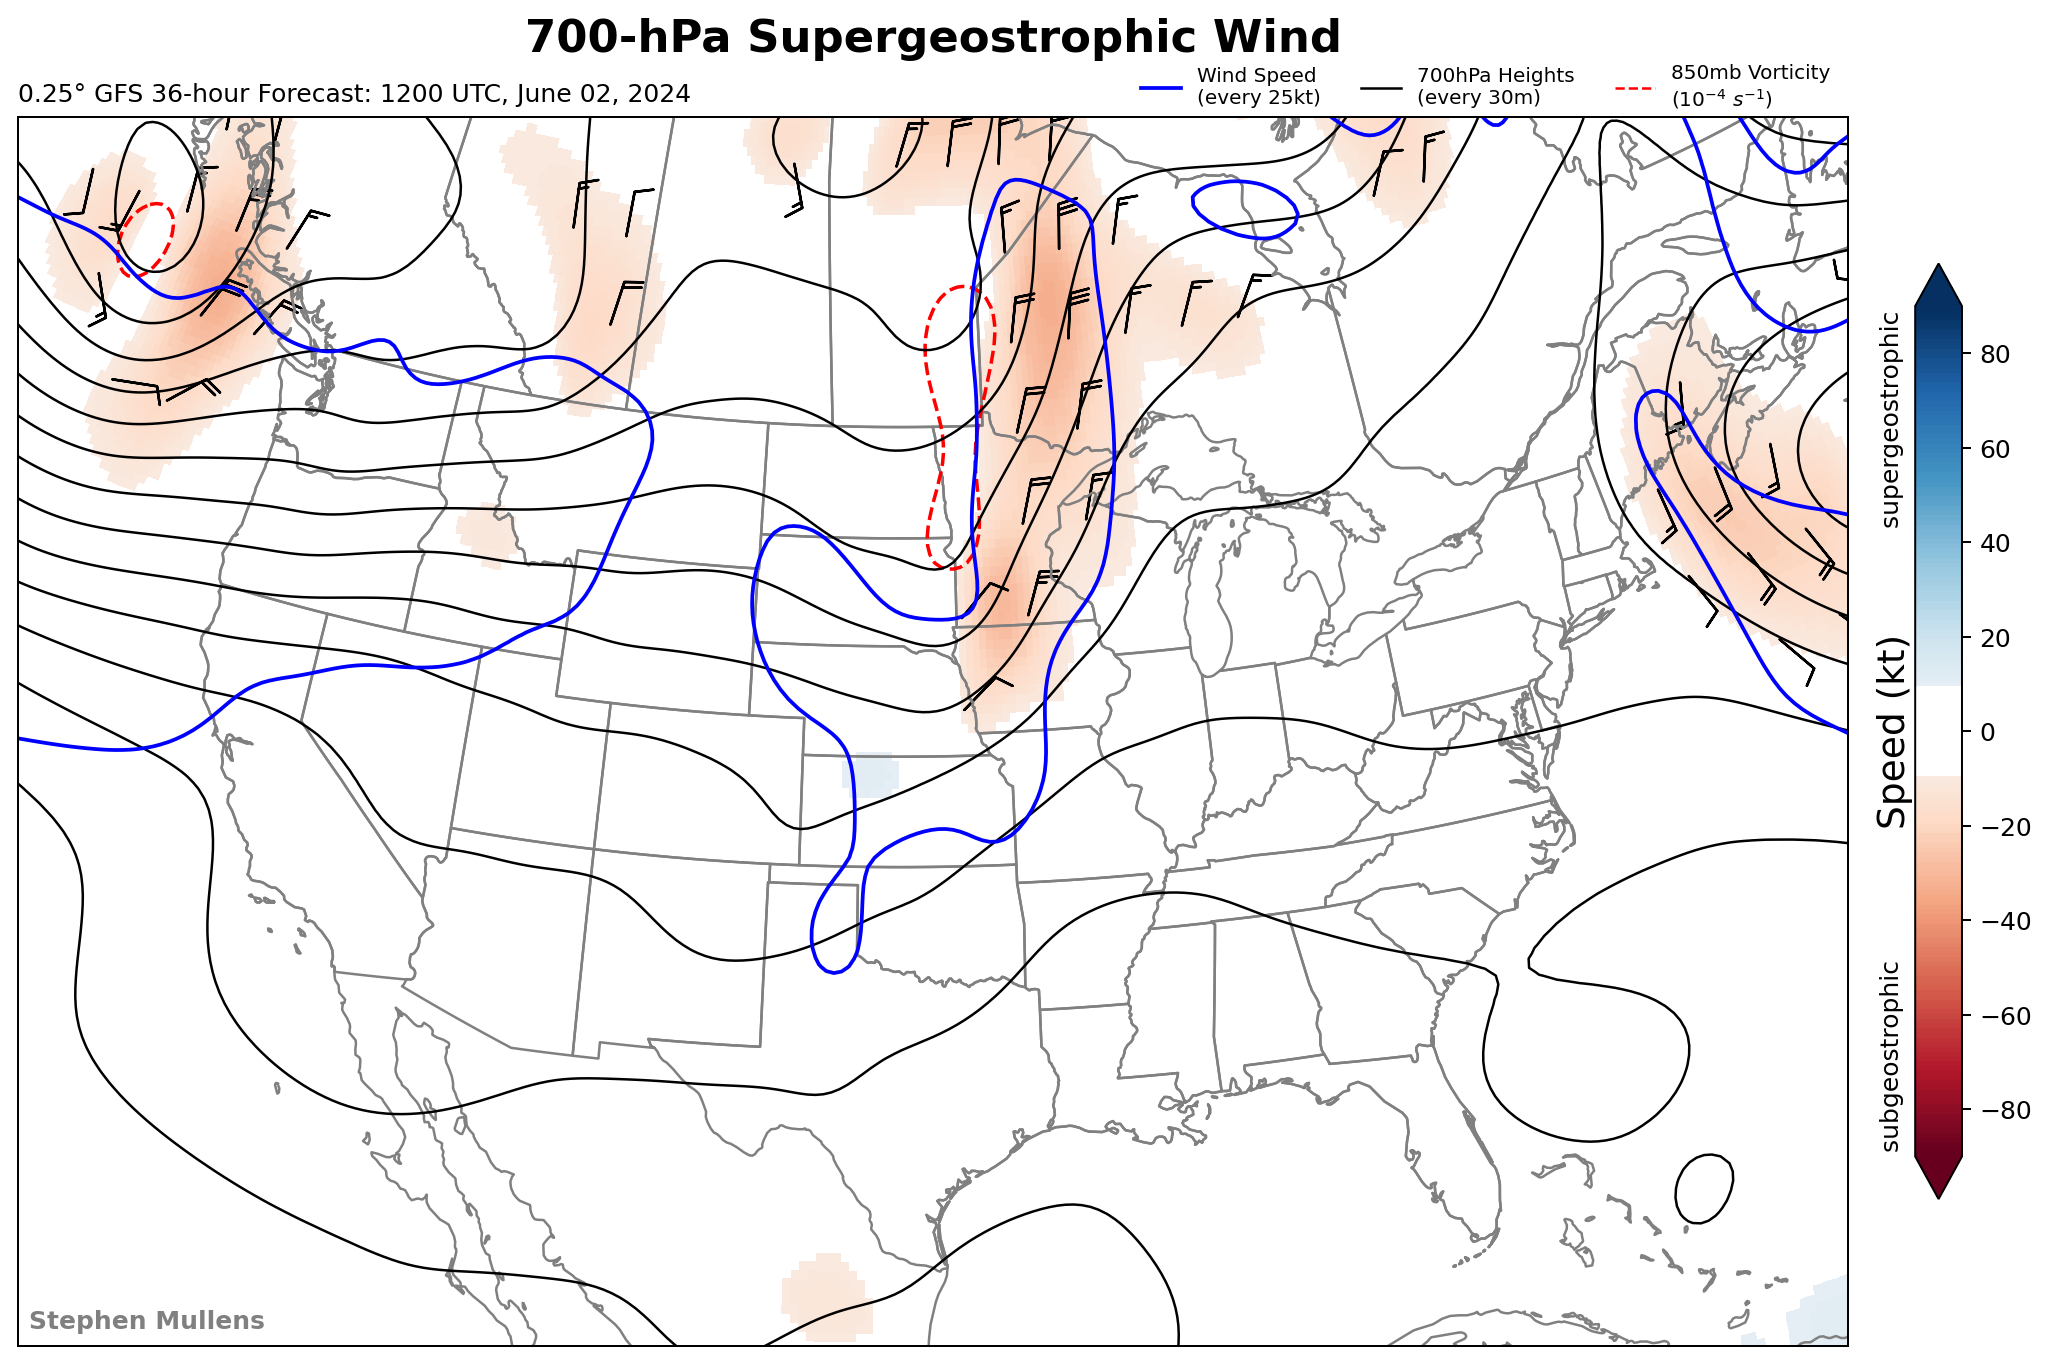 700-hPa Supergeostrophic Wind
0.25° GFS 36-hour Forecast: 1200 UTC, June 02, 2024
Wind Speed
(every 25kt)
700hPa Heights
(every 30m)
850mb Vorticity
(10⁻⁴ s⁻¹)
supergeostrophic
Speed (kt)
subgeostrophic
80
60
40
20
0
−20
−40
−60
−80
Stephen Mullens